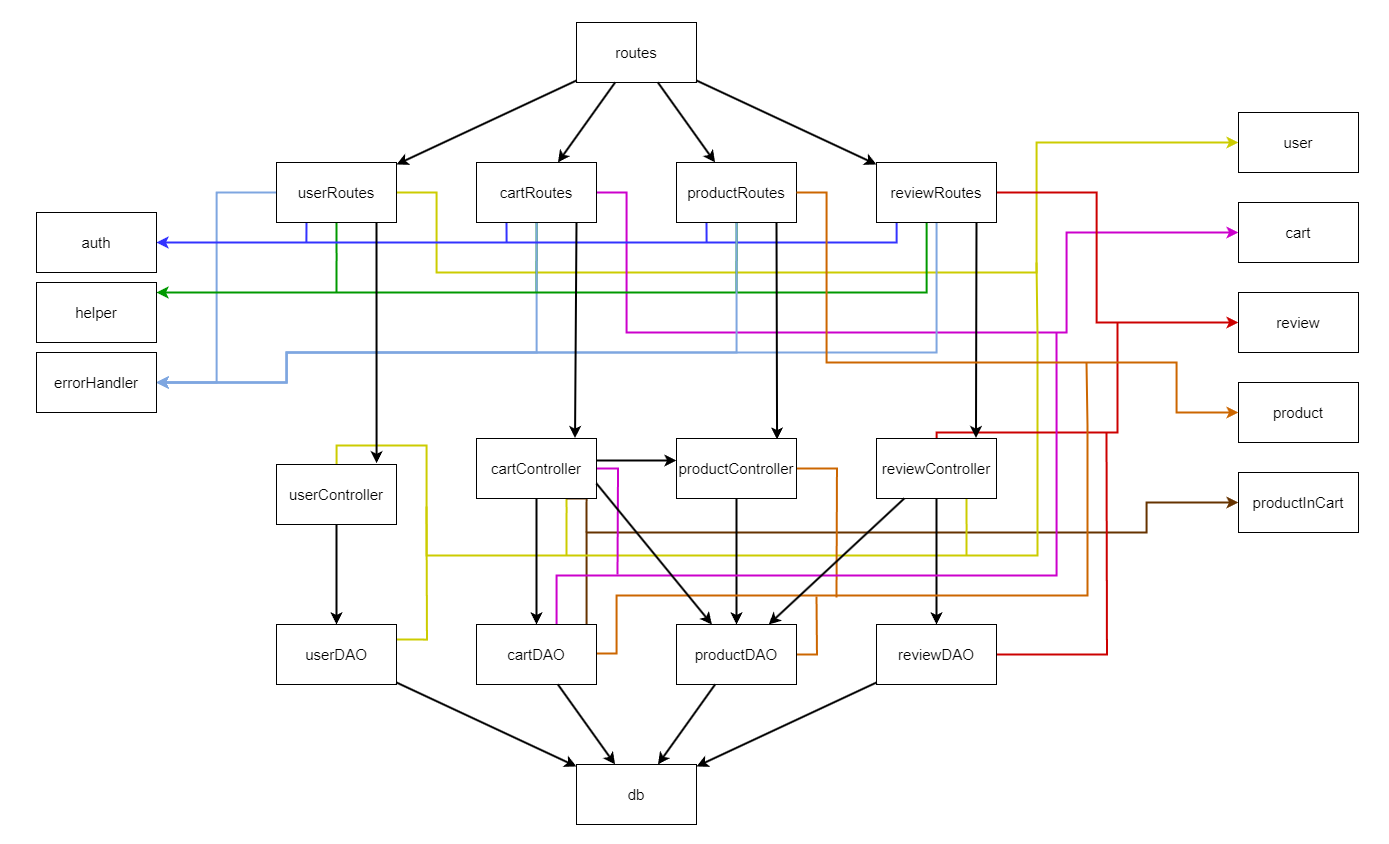 routes
user
userRoutes
cartRoutes
productRoutes
reviewRoutes
auth
cart
helper
review
errorHandler
product
cartController
productController
reviewController
userController
productInCart
userDAO
cartDAO
productDAO
reviewDAO
db